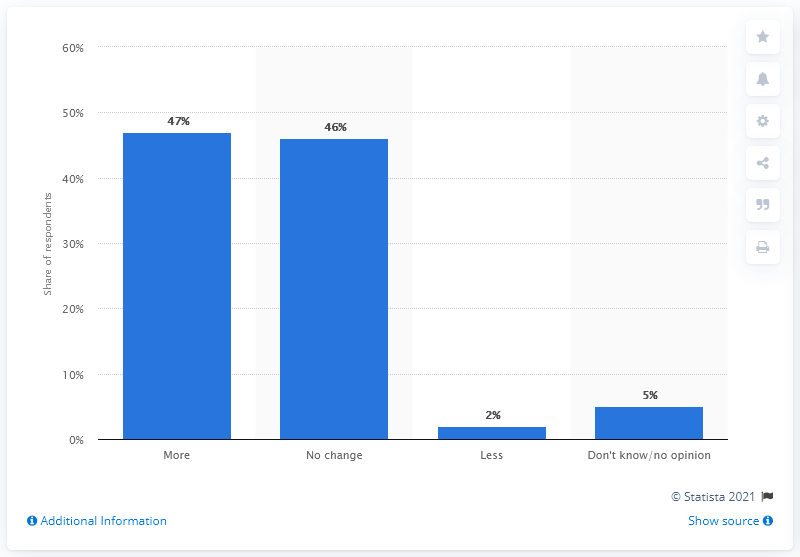 60%
50%
40%
30%
20%
10%
0%
Share of respondents
47%
46%
2%
5%
More
No change
Less
Don't know/no opinion
© Statista 2021
Additional Information
Show source